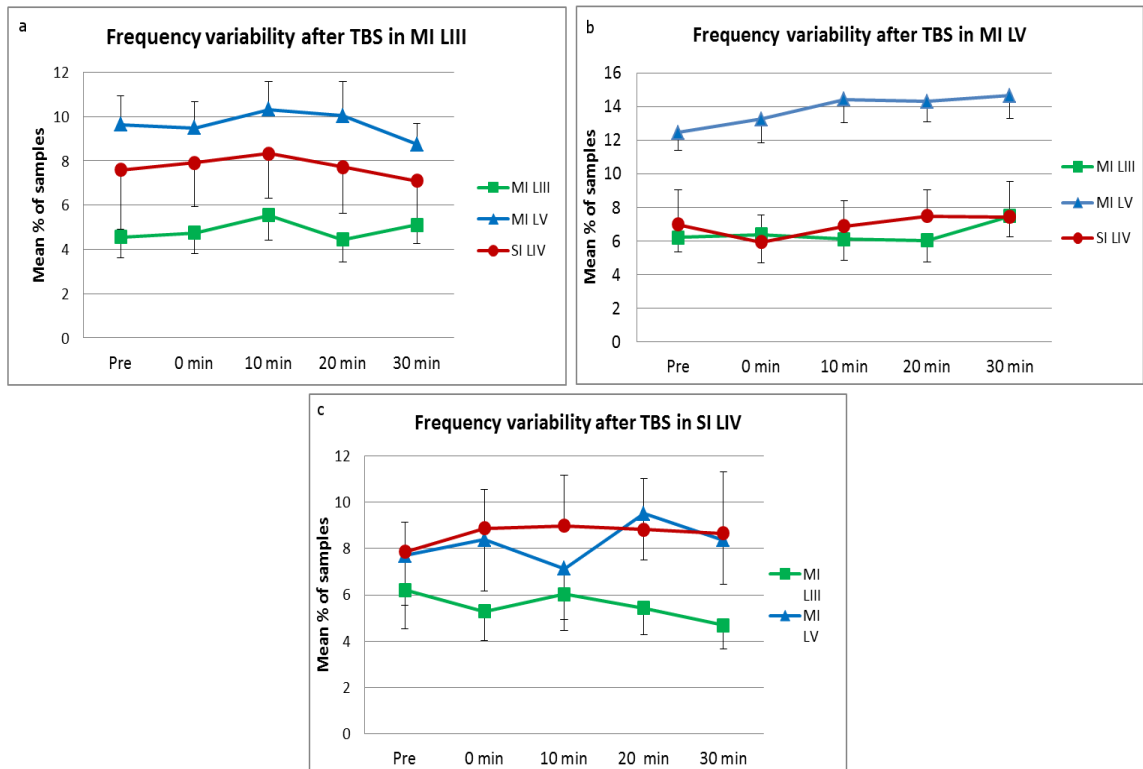 a
Frequency variability after TBS in MI LIII
Mean % of samples
12
10
8
6
4
2
0
Pre 0 min 10 min 20 min 30 min
MI LIII
MI LV
SI LIV
b
Frequency variability after TBS in MI LV
Mean % of samples
16
14
12
10
8
6
4
2
0
Pre 0 min 10 min 20 min 30 min
MI LIII
MI LV
SI LIV
c
Frequency variability after TBS in SI LIV
Mean % of samples
12
10
8
6
4
2
0
Pre 0 min 10 min 20 min 30 min
MI
LIII
MI
LV